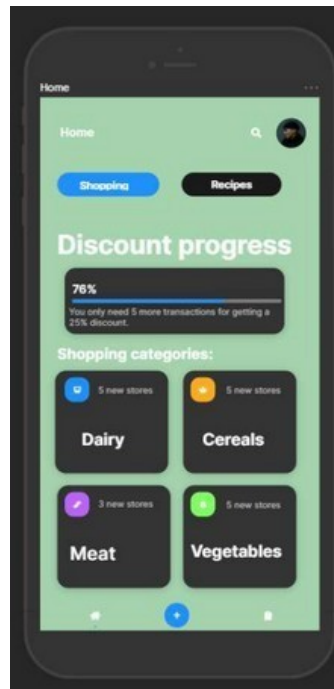 Home
Home
Shopping
Recipes
Discount progress
76%
You only need 5 more transactions for getting a
25% discount.
Shopping categories:
5 new stores
Dairy
5 new stores
Cereals
3 new stores
Meat
5 new stores
Vegetables